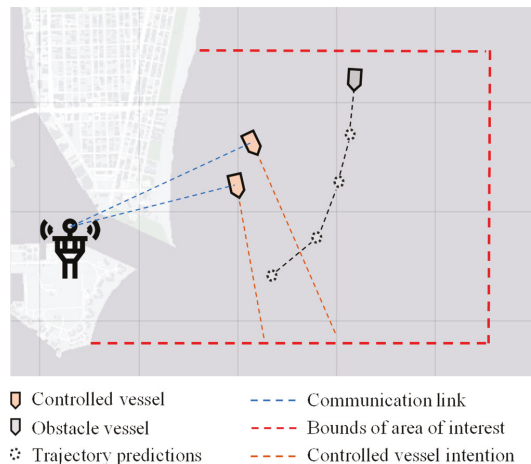 Controlled vessel
Communication link
Obstacle vessel
Bounds of area of interest
Trajectory predictions
Controlled vessel intention